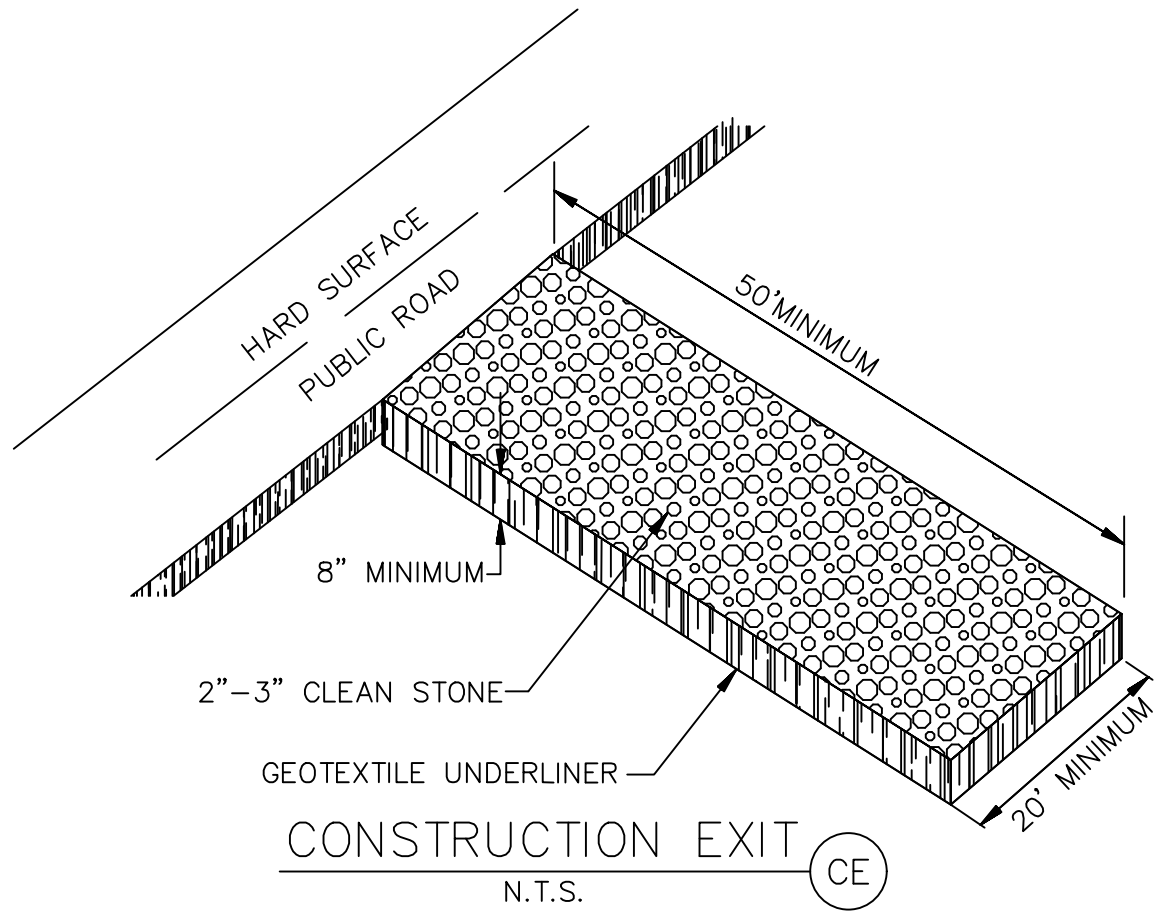 HARD SURFACE
PUBLIC ROAD
50'MINIMUM
8" MINIMUM
2"-3" CLEAN STONE
GEOTEXTILE UNDERLINER
20' MINIMUM
CONSTRUCTION EXIT
CE
N.T.S.